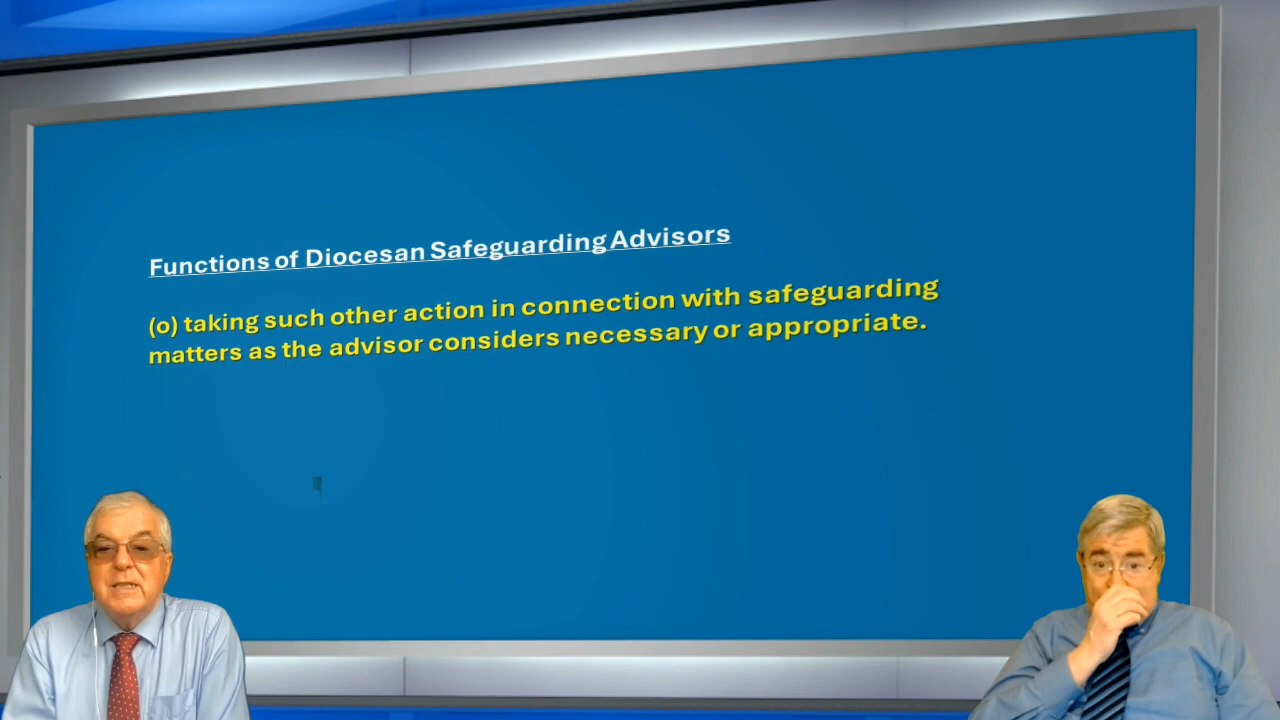 Functions of Diocesan Safeguarding Advisors
(o) taking such other action in connection with safeguarding
matters as the advisor considers necessary or appropriate.